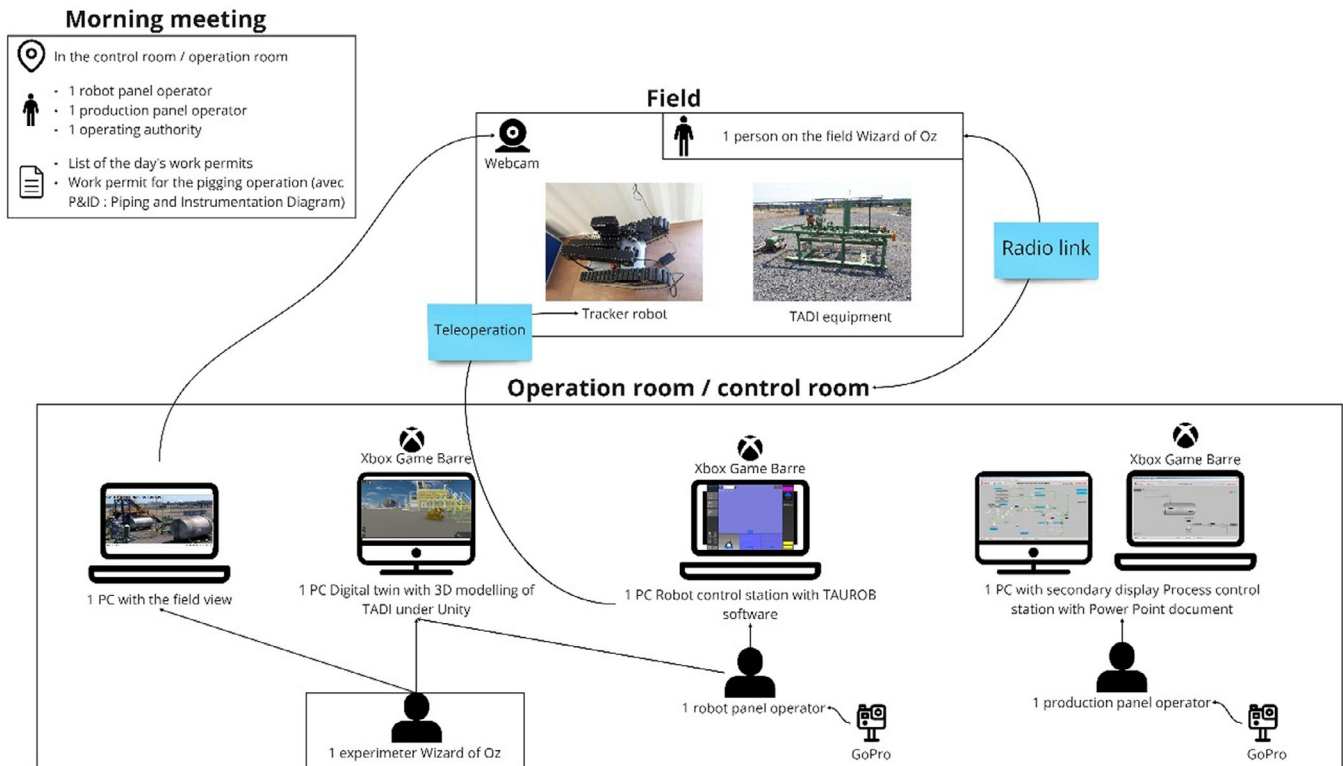 Morning meeting
In the control room / operation room
• 1 robot panel operator
• 1 production panel operator
• 1 operating authority
• List of the day's work permits
• Work permit for the pigging operation (avec
P&ID : Piping and Instrumentation Diagram)
Field
Webcam
1 person on the field Wizard of Oz
Tracker robot
TADI equipment
Radio link
Teleoperation
Operation room / control room
Xbox Game Barre
Xbox Game Barre
Xbox Game Barre
1 PC with the field view
1 PC Digital twin with 3D modelling of
TADI under Unity
1 PC Robot control station with TAUROB
software
1 PC with secondary display Process control
station with Power Point document
1 experimeter Wizard of Oz
1 robot panel operator
GoPro
1 production panel operator
GoPro